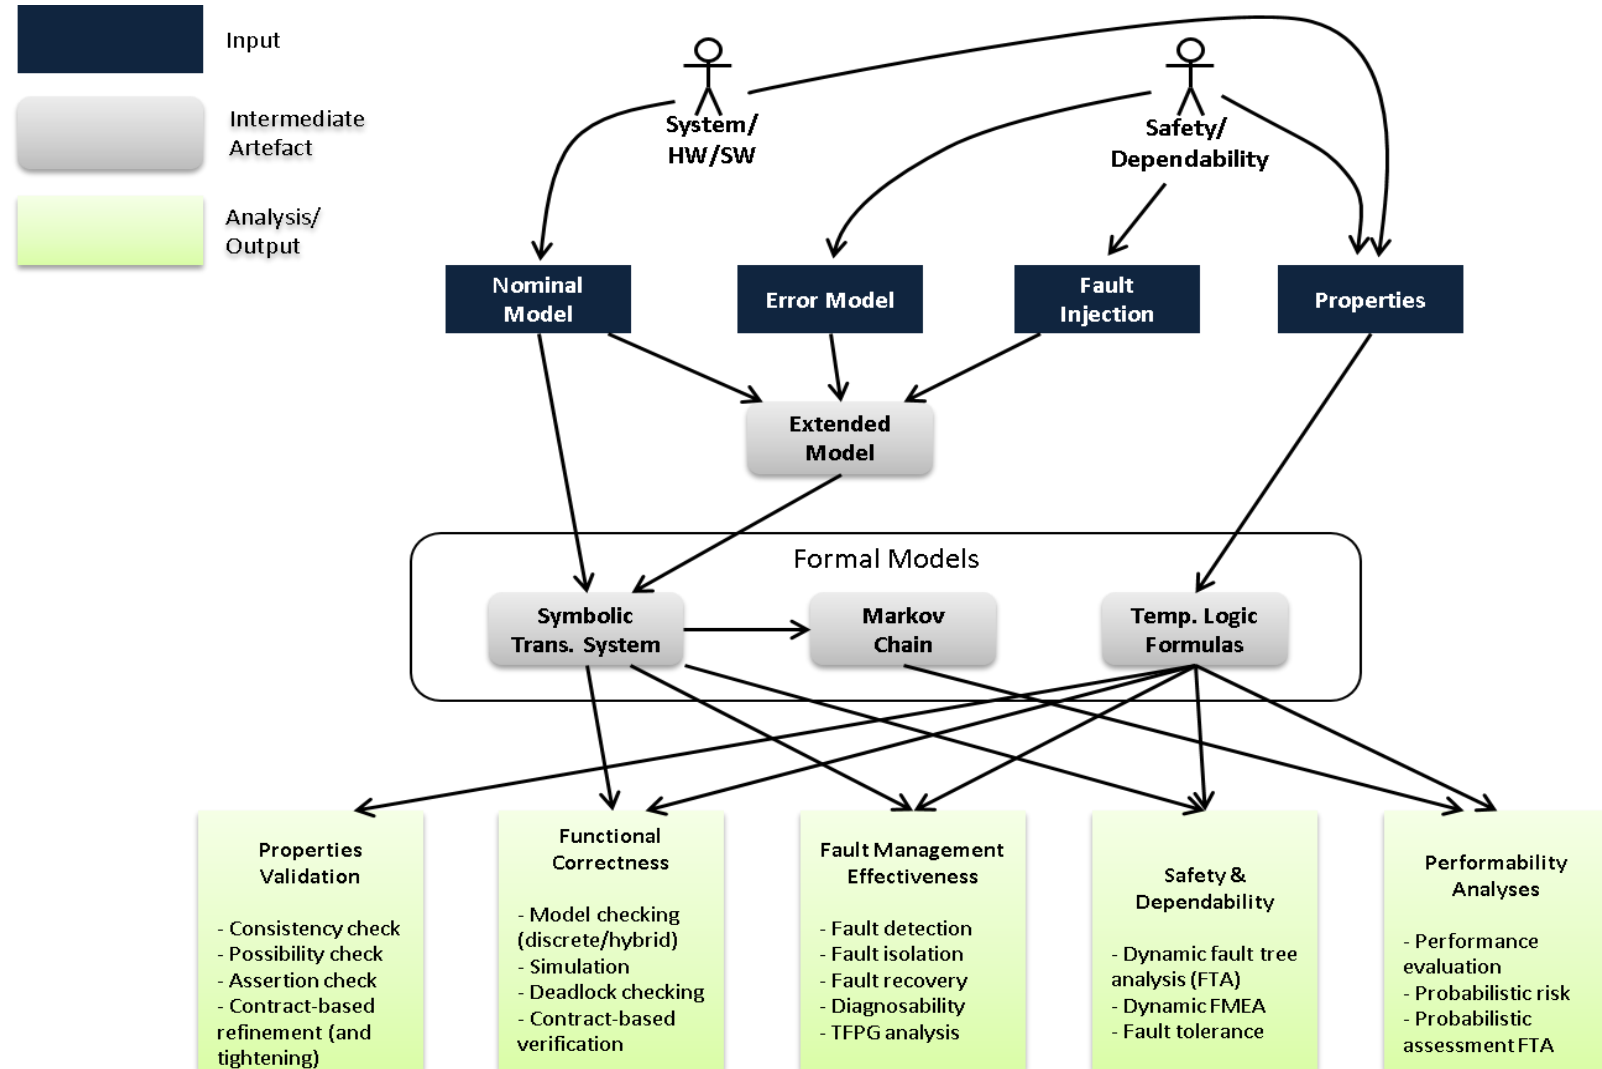 Input
Intermediate
Artefact
Analysis/
Output
System/
HW/SW
Safety/
Dependability
Nominal
Model
Error Model
Fault
Injection
Properties
Extended
Model
Formal Models
Symbolic
Trans. System
Markov
Chain
Temp. Logic
Formulas
Properties
Validation
- Consistency check
- Possibility check
- Assertion check
- Contract-based
refinement (and
tightening)
Functional
Correctness
- Model checking
(discrete/hybrid)
- Simulation
- Deadlock checking
- Contract-based
verification
Fault Management
Effectiveness
- Fault detection
- Fault isolation
- Fault recovery
- Diagnosability
- TFPG analysis
Safety &
Dependability
- Dynamic fault tree
analysis (FTA)
- Dynamic FMEA
- Fault tolerance
Performability
Analyses
- Performance
evaluation
- Probabilistic risk
- Probabilistic
assessment FTA